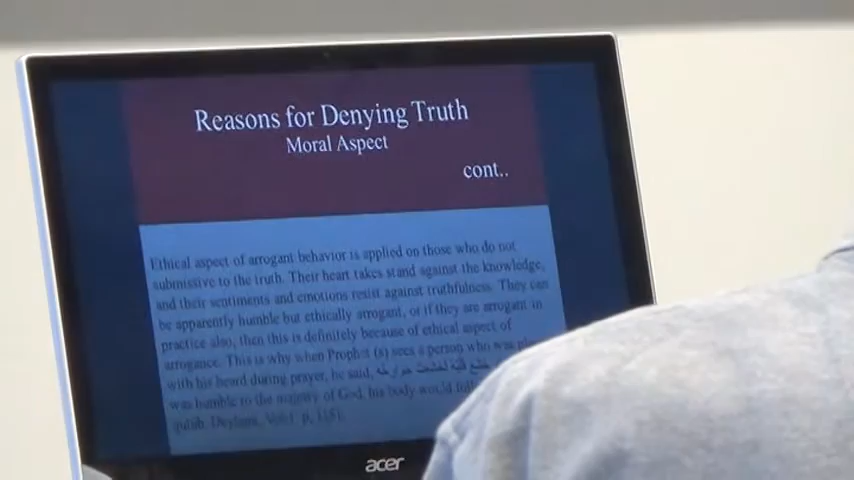 Reasons for Denying Truth
Moral Aspect
cont..
Ethical aspect of arrogant behavior is applied on those who do not
submissive to the truth. Their heart takes stand against the knowledge,
and their sentiments and emotions resist against truthfulness. They can
be apparently humble but ethically arrogant, or if they are arrogant in
practice also, then this is definitely because of ethical aspect of
arrogance. This is why when Prophet (s) sees a person who was
with his beard during prayer, he said,
was humble to the majesty of God, his body would
acer